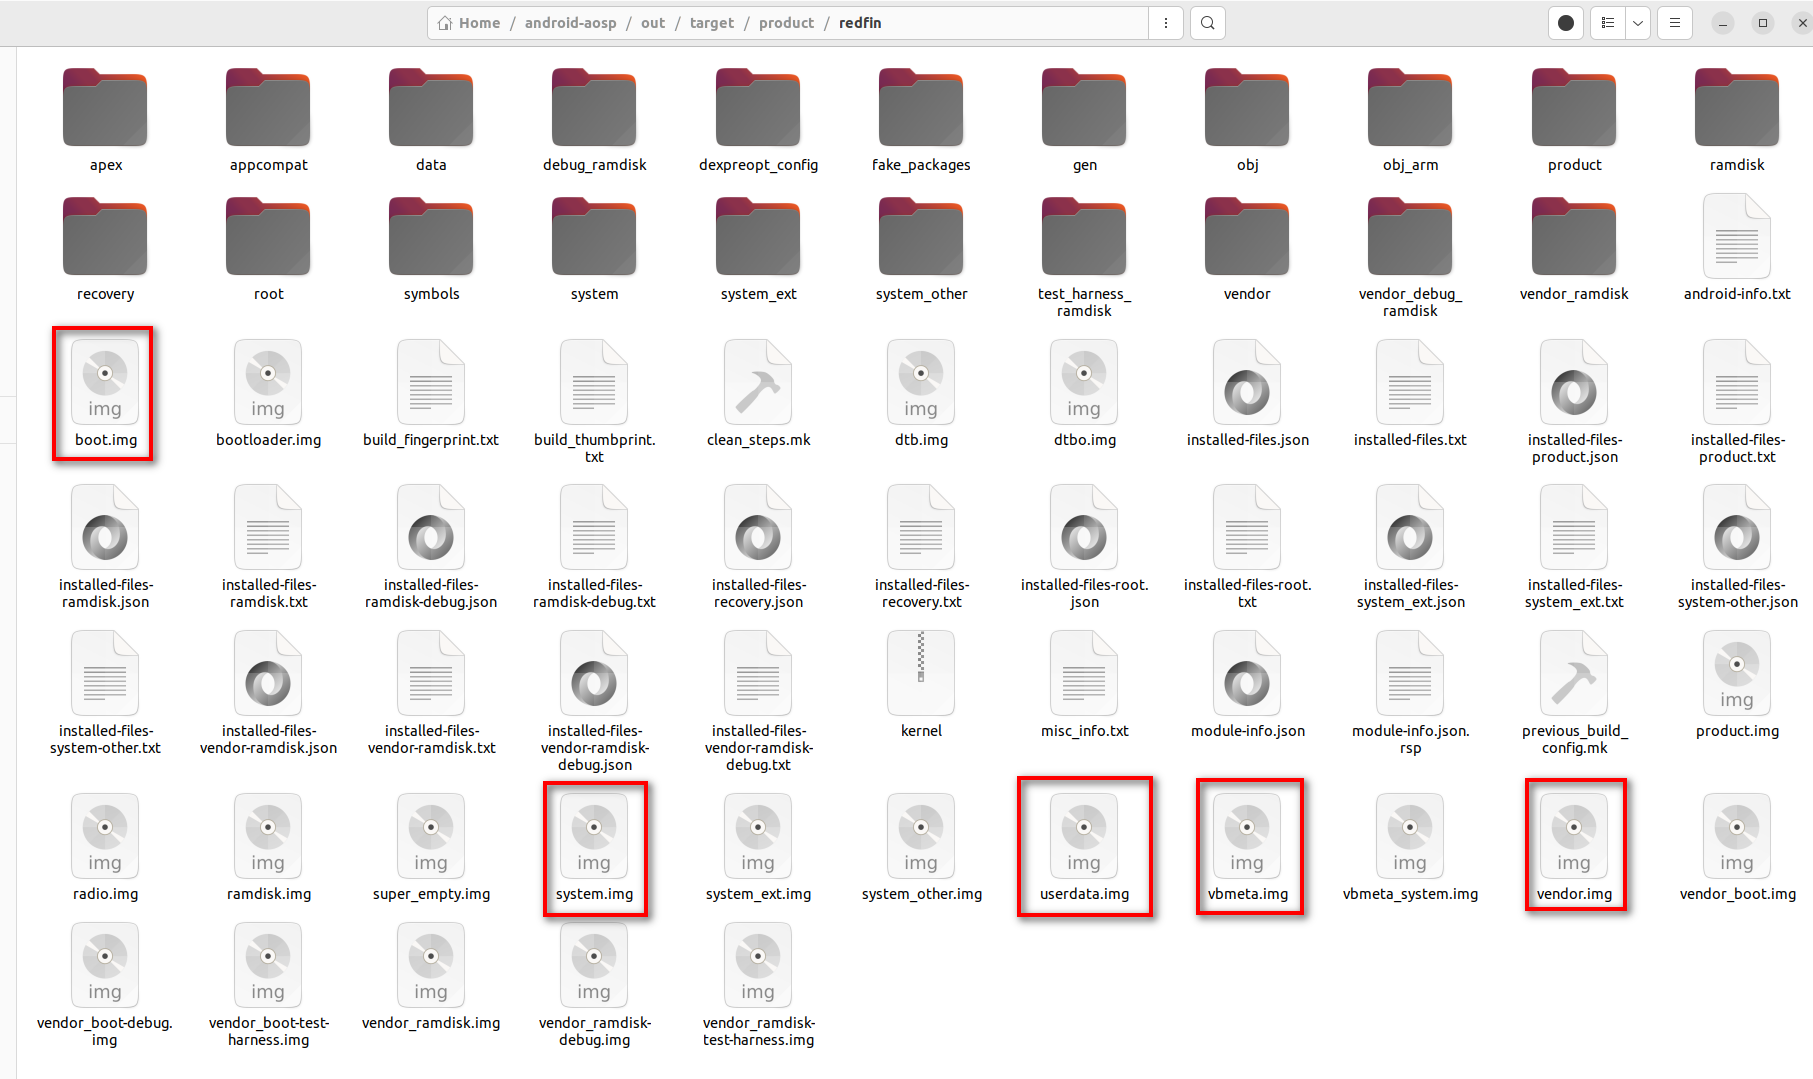 Home / android-aosp / out / target / product / redfin
apex
appcompat
data
debug_ramdisk
dexpreopt_config
fake_packages
gen
obj
obj_arm
product
ramdisk
recovery
root
symbols
system
system_ext
system_other
test_harness_
ramdisk
vendor
vendor_debug_
ramdisk
vendor_ramdisk
android-info.txt
img
boot.img
img
bootloader.img
build_fingerprint.txt
build_thumbprint.
txt
clean_steps.mk
img
dtb.img
img
dtbo.img
installed-files.json
installed-files.txt
installed-files-
product.json
installed-files-
product.txt
installed-files-
ramdisk.json
installed-files-
ramdisk.txt
installed-files-
ramdisk-debug.json
installed-files-
ramdisk-debug.txt
installed-files-
recovery.json
installed-files-
recovery.txt
installed-files-root.
json
installed-files-root.
txt
installed-files-
system_ext.json
installed-files-
system_ext.txt
installed-files-
system-other.json
installed-files-
system-other.txt
installed-files-
vendor-ramdisk.json
installed-files-
vendor-ramdisk.txt
installed-files-
vendor-ramdisk-
debug.json
installed-files-
vendor-ramdisk-
debug.txt
kernel
misc_info.txt
module-info.json
module-info.json.
rsp
previous_build_
config.mk
img
product.img
img
radio.img
img
ramdisk.img
img
super_empty.img
img
system.img
img
system_ext.img
img
system_other.img
img
userdata.img
img
vbmeta.img
img
vbmeta_system.img
img
vendor.img
img
vendor_boot.img
img
vendor_boot-debug.
img
img
vendor_boot-test-
harness.img
img
vendor_ramdisk.img
img
vendor_ramdisk-
debug.img
img
vendor_ramdisk-
test-harness.img